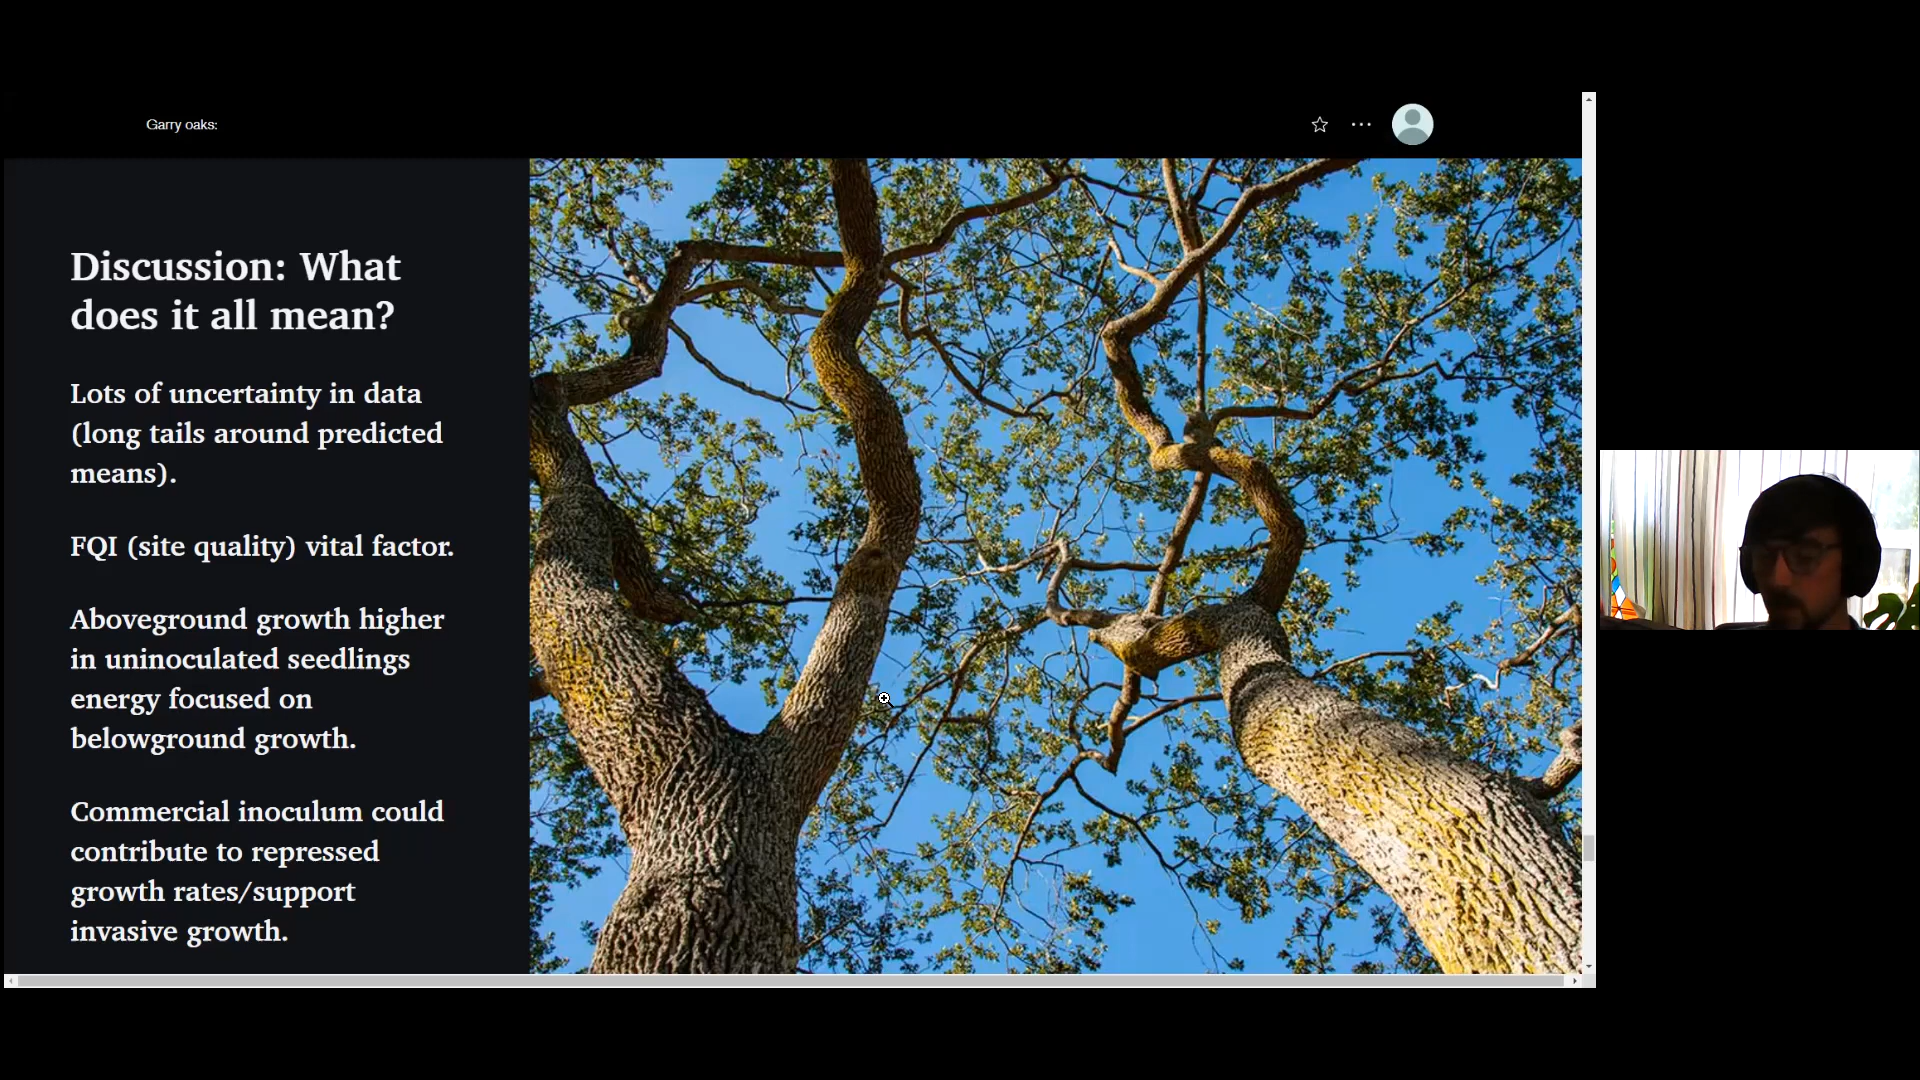 Garry oaks:
Discussion: What
does it all mean?
Lots of uncertainty in data
(long tails around predicted
means).
FQI (site quality) vital factor.
Aboveground growth higher
in uninoculated seedlings
energy focused on
belowground growth.
Commercial inoculum could
contribute to repressed
growth rates/support
invasive growth.